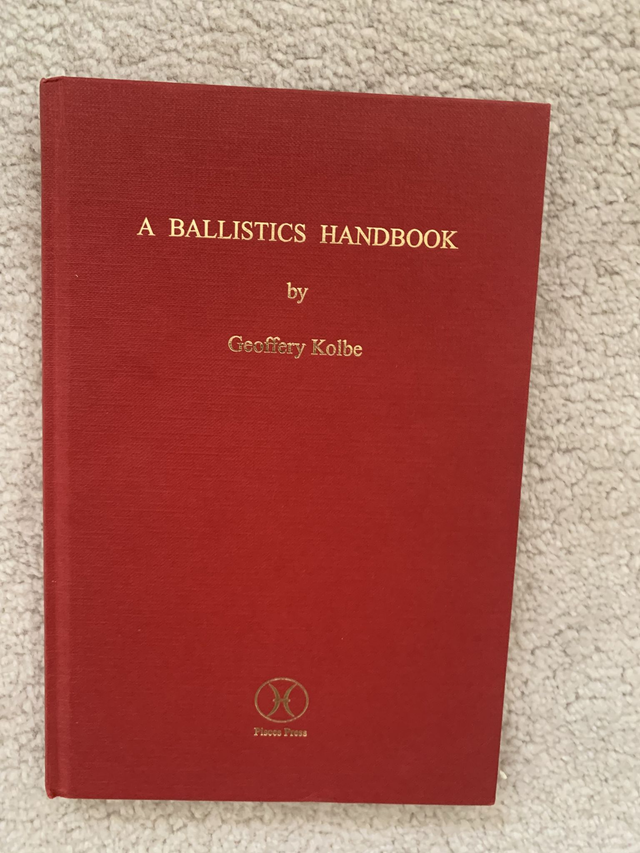 A BALLISTICS HANDBOOK
by
Geoffery Kolbe
Pisces Press